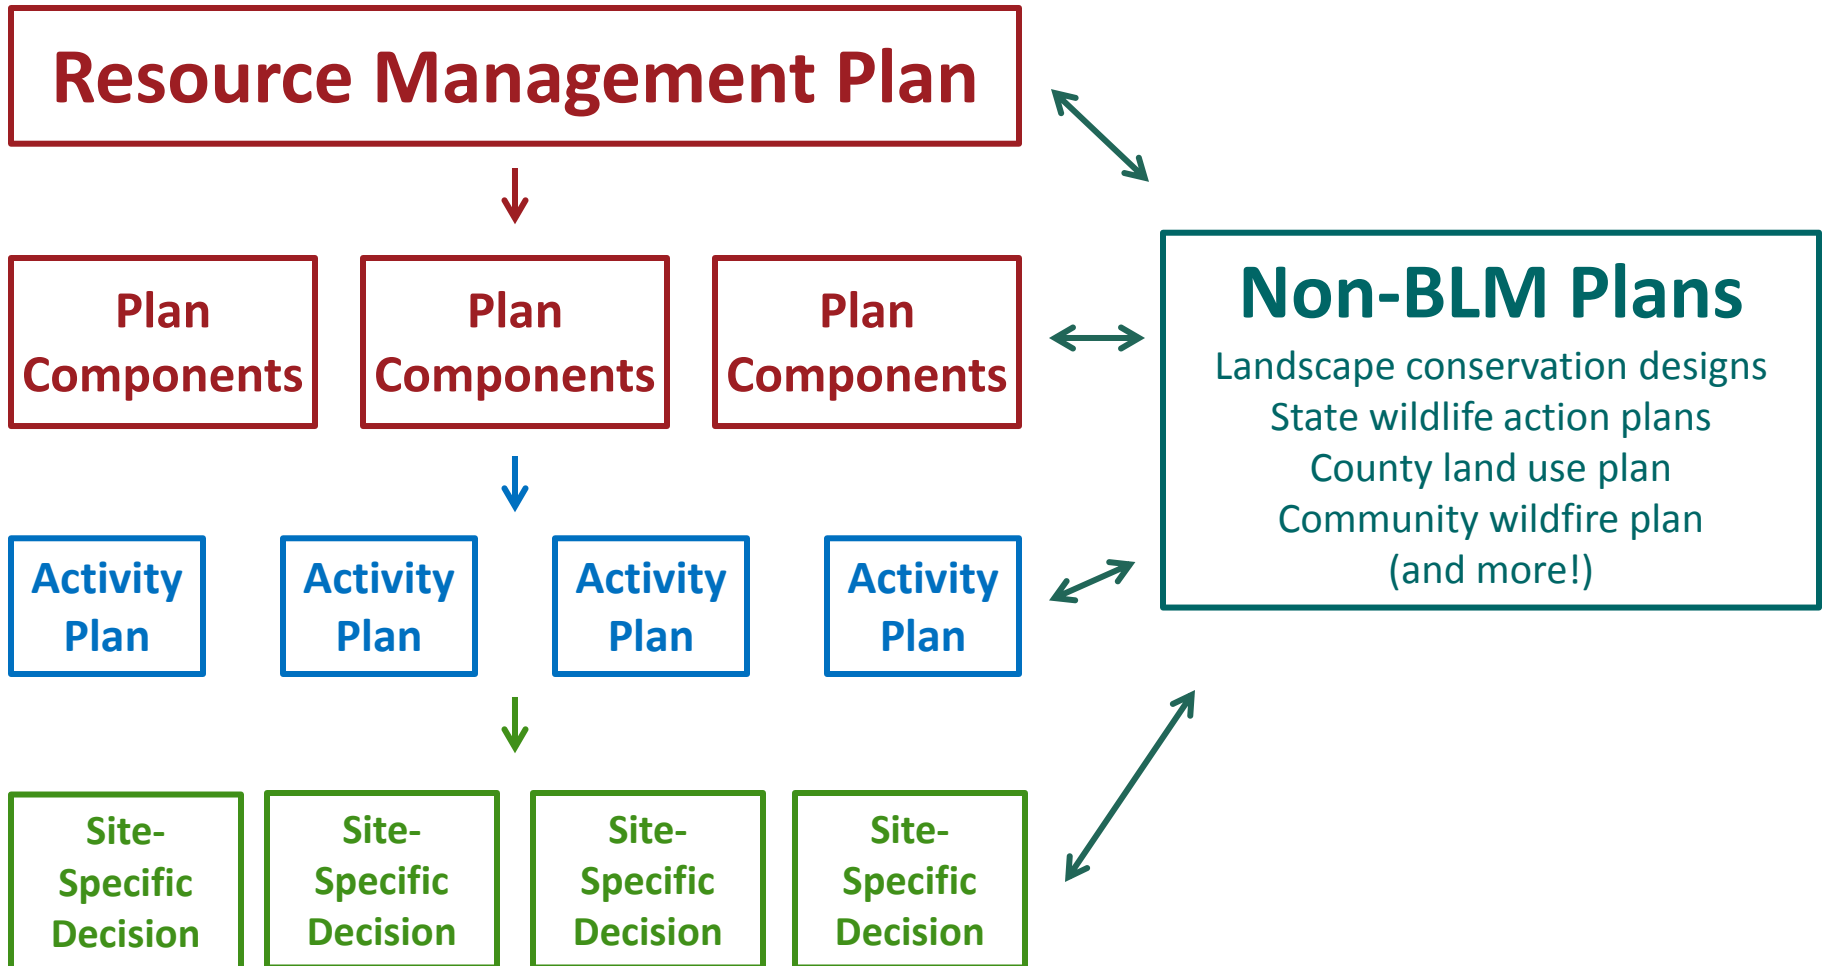 Resource Management Plan
Plan
Components
Plan
Components
Plan
Components
Non-BLM Plans
Landscape conservation designs
State wildlife action plans
County land use plan
Community wildfire plan
(and more!)
Activity
Plan
Activity
Plan
Activity
Plan
Activity
Plan
Site-
Specific
Decision
Site-
Specific
Decision
Site-
Specific
Decision
Site-
Specific
Decision